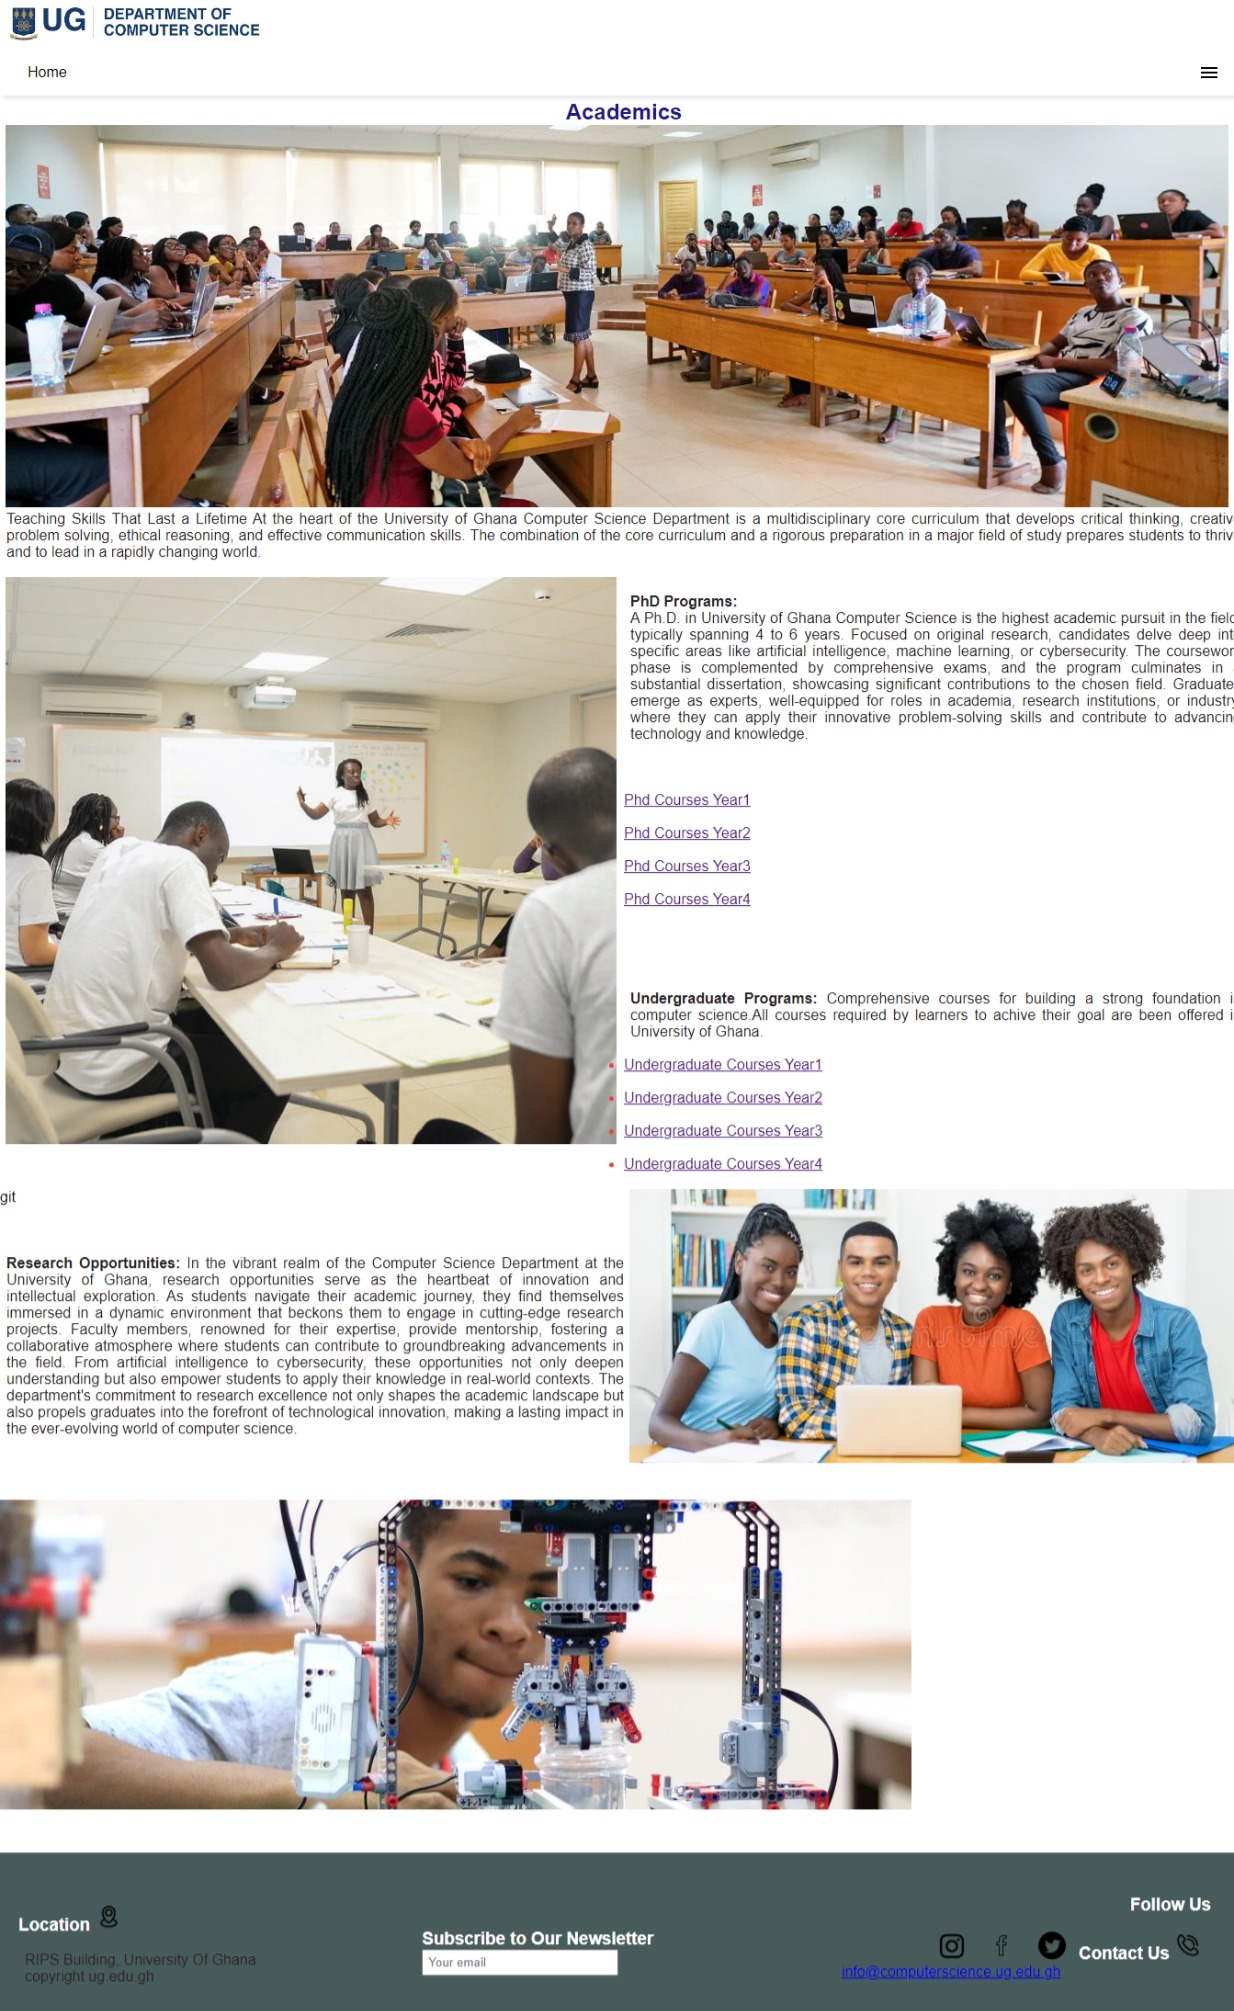 UG
DEPARTMENT OF
COMPUTER SCIENCE
Home
Academics
Teaching Skills That Last a Lifetime At the heart of the University of Ghana Computer Science Department is a multidisciplinary core curriculum that develops critical thinking, creativ
problem solving, ethical reasoning, and effective communication skills. The combination of the core curriculum and a rigorous preparation in a major field of study prepares students to thriv
and to lead in a rapidly changing world.
PhD Programs:
A Ph.D. in University of Ghana Computer Science is the highest academic pursuit in the field
typically spanning 4 to 6 years. Focused on original research, candidates delve deep int
specific areas like artificial intelligence, machine learning, or cybersecurity. The coursewor
phase is complemented by comprehensive exams, and the program culminates in
substantial dissertation, showcasing significant contributions to the chosen field. Graduate
emerge as experts, well-equipped for roles in academia, research institutions, or industry
where they can apply their innovative problem-solving skills and contribute to advancin
technology and knowledge.
Phd Courses Year1
Phd Courses Year2
Phd Courses Year3
Phd Courses Year4
Undergraduate Programs: Comprehensive courses for building a strong foundation i
computer science.All courses required by learners to achive their goal are been offered i
University of Ghana.
Undergraduate Courses Year1
Undergraduate Courses Year2
Undergraduate Courses Year3
Undergraduate Courses Year4
git
Research Opportunities: In the vibrant realm of the Computer Science Department at the
University of Ghana, research opportunities serve as the heartbeat of innovation and
intellectual exploration. As students navigate their academic journey, they find themselves
immersed in a dynamic environment that beckons them to engage in cutting-edge research
projects. Faculty members, renowned for their expertise, provide mentorship, fostering a
collaborative atmosphere where students can contribute to groundbreaking advancements in
the field. From artificial intelligence to cybersecurity, these opportunities not only deepen
understanding but also empower students to apply their knowledge in real-world contexts. The
department's commitment to research excellence not only shapes the academic landscape but
also propels graduates into the forefront of technological innovation, making a lasting impact in
the ever-evolving world of computer science.
Location
RIPS Building, University Of Ghana
copyright ug.edu.gh
Subscribe to Our Newsletter
Your email
Follow Us
Contact Us
info@computerscience.ug.edu.gh